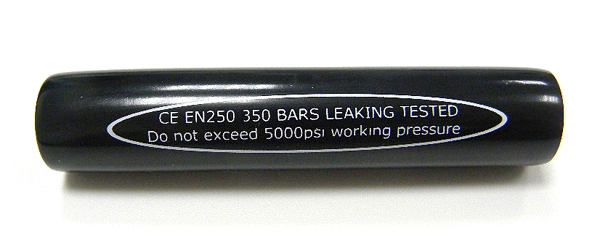 CE EN250 350 BARS LEAKING TESTED
Do not exceed 5000psi working pressure